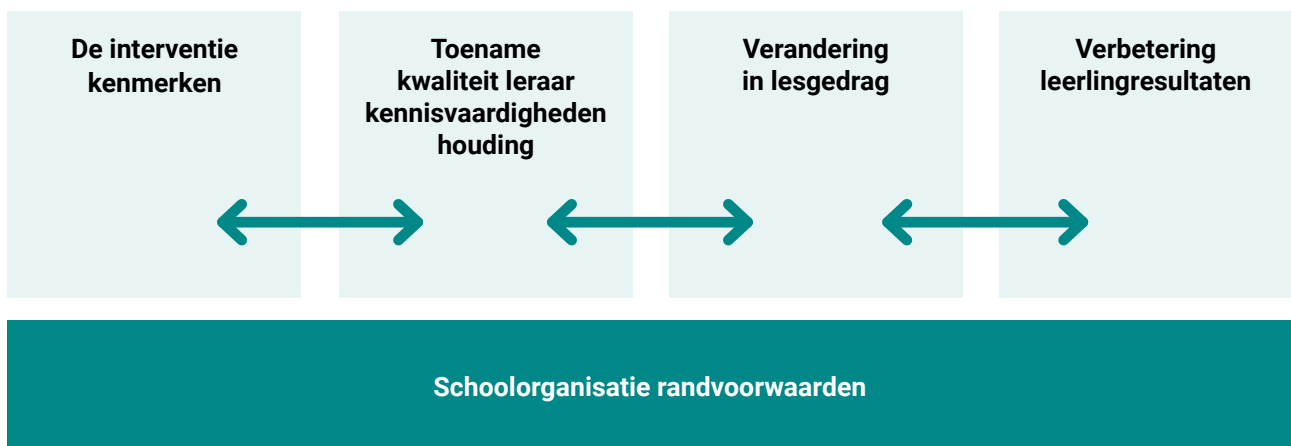 De interventie
kenmerken
Toename
kwaliteit leraar
kennisvaardigheden
houding
Verandering
in lesgedrag
Verbetering
leerlingresultaten
Schoolorganisatie randvoorwaarden